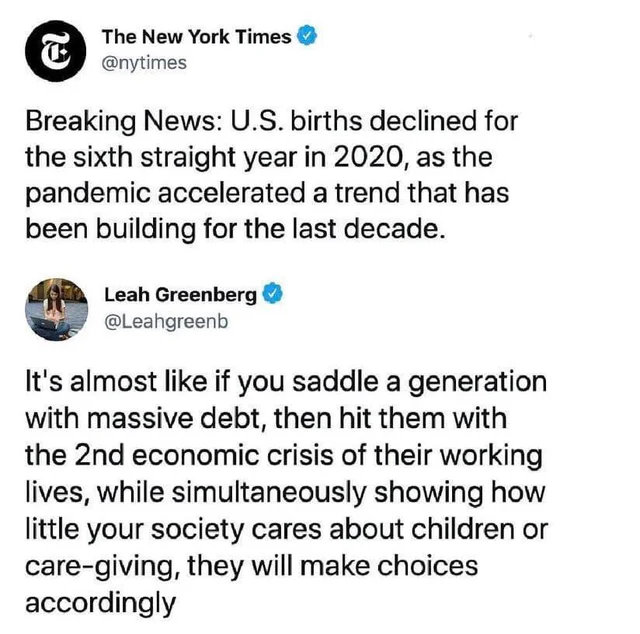 The New York Times
@nytimes
Breaking News: U.S. births declined for
the sixth straight year in 2020, as the
pandemic accelerated a trend that has
been building for the last decade.
Leah Greenberg
@Leahgreenb
It's almost like if you saddle a generation
with massive debt, then hit them with
the 2nd economic crisis of their working
lives, while simultaneously showing how
little your society cares about children or
care-giving, they will make choices
accordingly